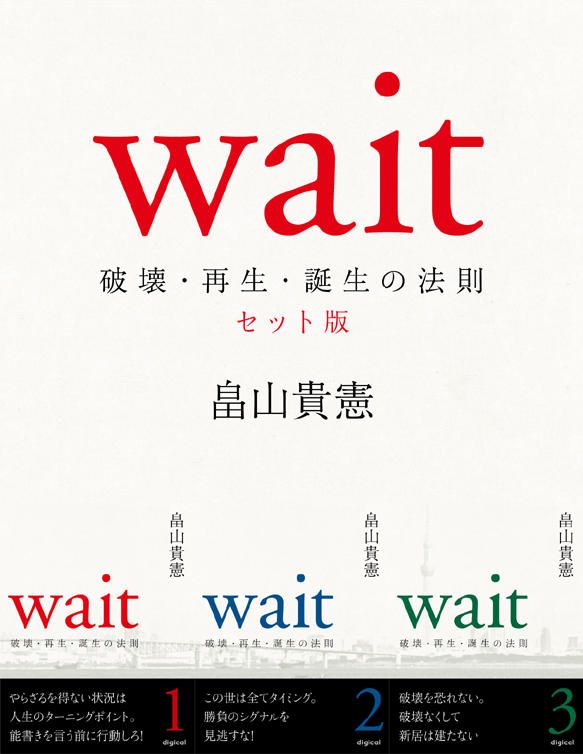 wait
破壊・再生・誕生の法則
セット版
畠山貴憲
畠山貴憲
wait
破壊・再生・誕生の法則
やらざるを得ない状況は
人生のターニングポイント。
能書きを言う前に行動しろ!
1
digical
畠山貴憲
wait
破壊・再生・誕生の法則
この世は全てタイミング。
勝負のシグナルを
見逃すな!
2
digical
畠山貴憲
wait
破壊・再生・誕生の法則
破壊を恐れない。
破壊なくして
新居は建たない
3
digical